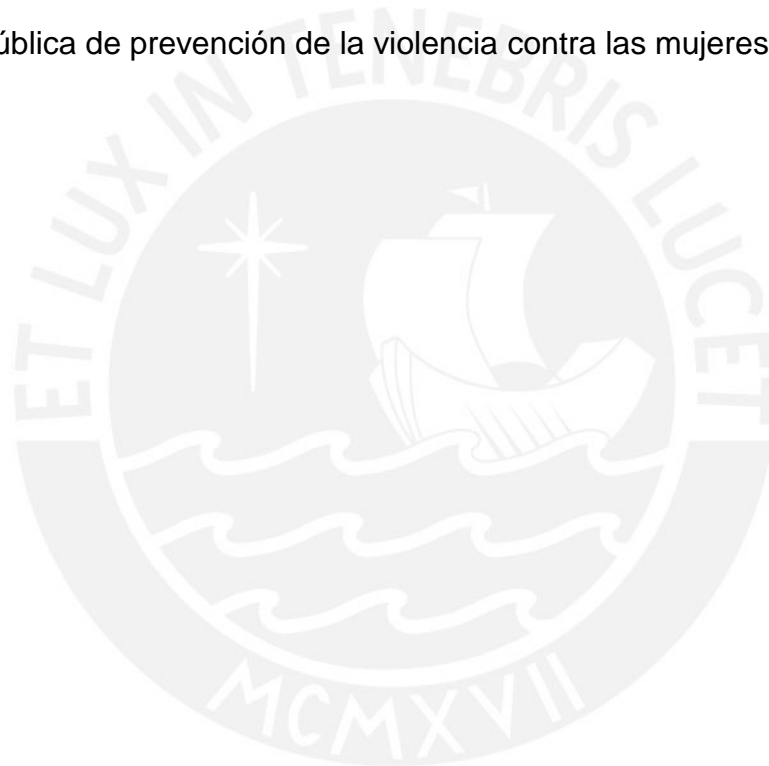 ública de prevención de la violencia contra las mujeres
ET LUX IN TENEBRIS LUCET
MCMXVII